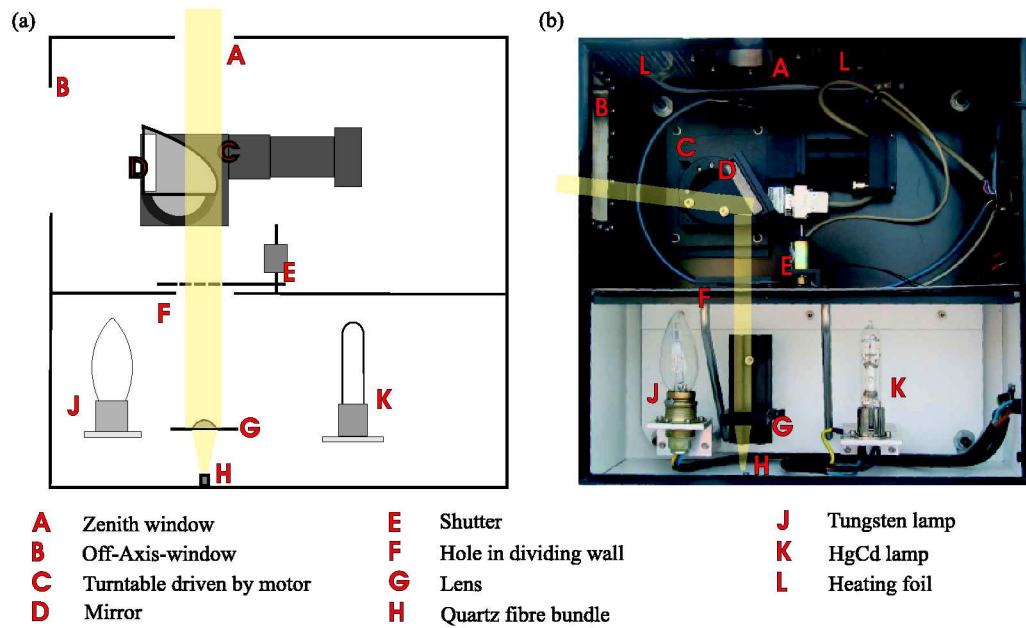 (a)
A
B
C
D
E
F
J
K
G
H
(b)
L
A
L
B
C
D
E
F
J
K
G
H
A Zenith window
B Off-Axis-window
C Turntable driven by motor
D Mirror
E Shutter
F Hole in dividing wall
G Lens
H Quartz fibre bundle
J Tungsten lamp
K HgCd lamp
L Heating foil